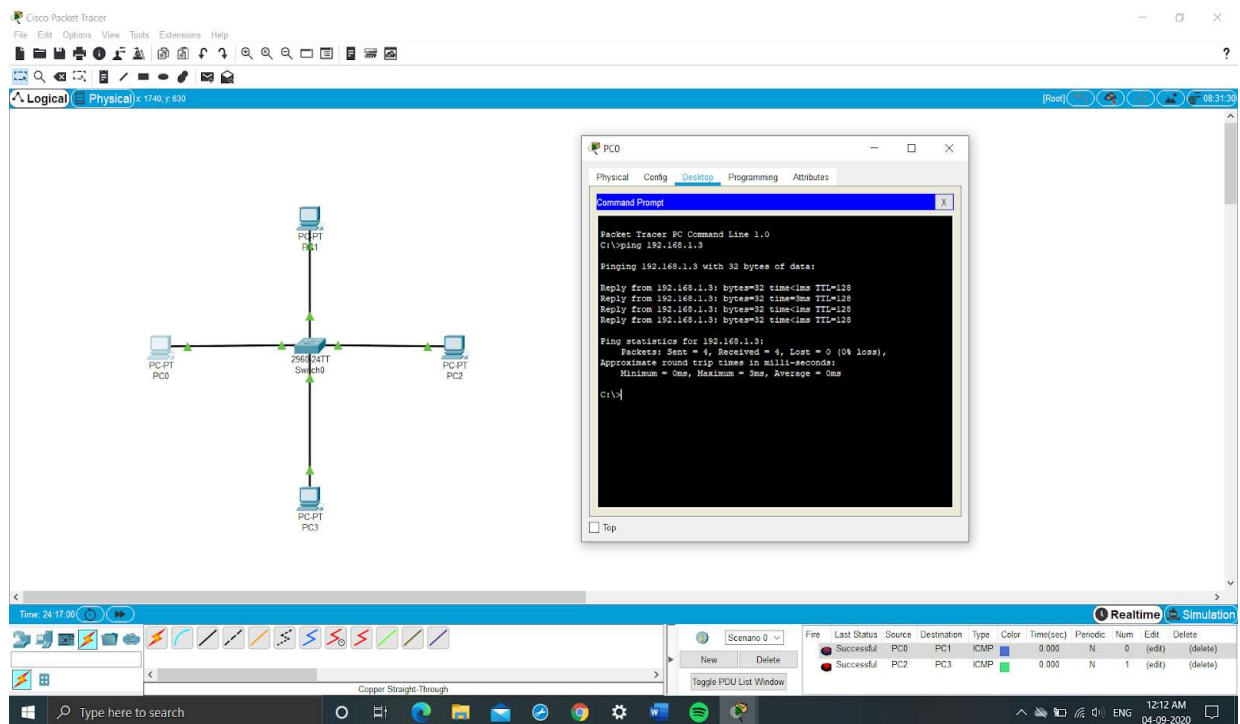 Cisco Packet Tracer
File Edit Options View Tools Extensions Help
?
Logical Physical x: 1740, y: 630 [Root] 08:31:30
PC0
Physical Config Desktop Programming Attributes
Command Prompt X
Packet Tracer PC Command Line 1.0
C:\>ping 192.168.1.3
Pinging 192.168.1.3 with 32 bytes of data:
Reply from 192.168.1.3: bytes=32 time<1ms TTL=128
Reply from 192.168.1.3: bytes=32 time=3ms TTL=128
Reply from 192.168.1.3: bytes=32 time<1ms TTL=128
Reply from 192.168.1.3: bytes=32 time<1ms TTL=128
Ping statistics for 192.168.1.3:
Packets: Sent = 4, Received = 4, Lost = 0 (0% loss),
Approximate round trip times in milli-seconds:
Minimum = 0ms, Maximum = 3ms, Average = 0ms
C:\>
Top
PC-PT
PC1
PC-PT
PC0
2960-24TT
Switch0
PC-PT
PC2
PC-PT
PC3
Time: 24:17:00 Realtime Simulation
Scenario 0
New Delete
Toggle PDU List Window
Fire Last Status Source Destination Type Color Time(sec) Periodic Num Edit Delete
Successful PC0 PC1 ICMP 0.000 N 0 (edit) (delete)
Successful PC2 PC3 ICMP 0.000 N 1 (edit) (delete)
Copper Straight-Through
Type here to search
ENG
12:12 AM
04-09-2020